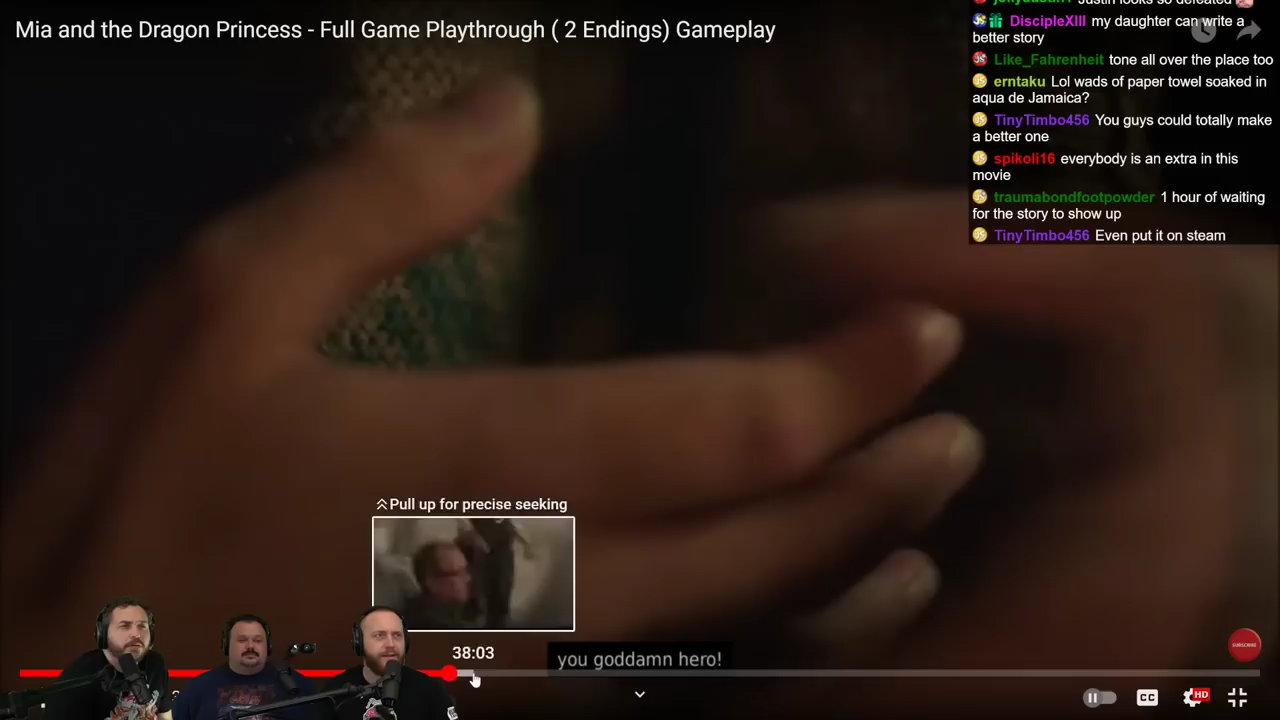 Mia and the Dragon Princess - Full Game Playthrough ( 2 Endings) Gameplay
DiscipleXIII my daughter can write a
better story
Like_Fahrenheit tone all over the place too
erntaku Lol wads of paper towel soaked in
aqua de Jamaica?
TinyTimbo456 You guys could totally make
a better one
spikoli16 everybody is an extra in this
movie
traumabondfootpowder 1 hour of waiting
for the story to show up
TinyTimbo456 Even put it on steam
Pull up for precise seeking
38:03
you goddamn hero!
SUBSCRIBE
CC
HD